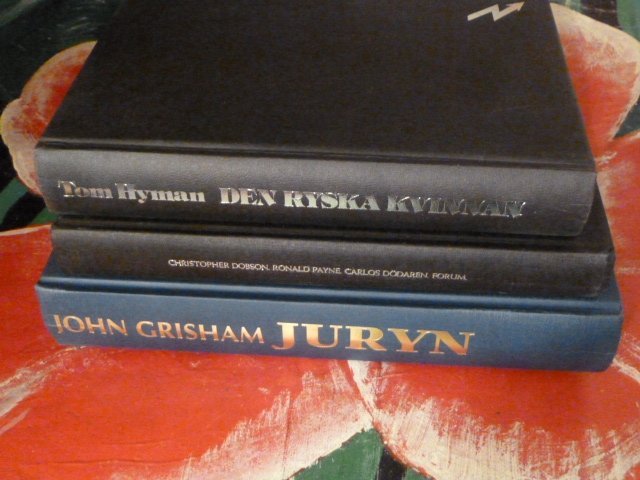 Tom Hyman DEN RYSKA KVINNAN
CHRISTOPHER DOBSON. RONALD PAYNE. CARLOS DÖDAREN. FORUM.
JOHN GRISHAM JURYN